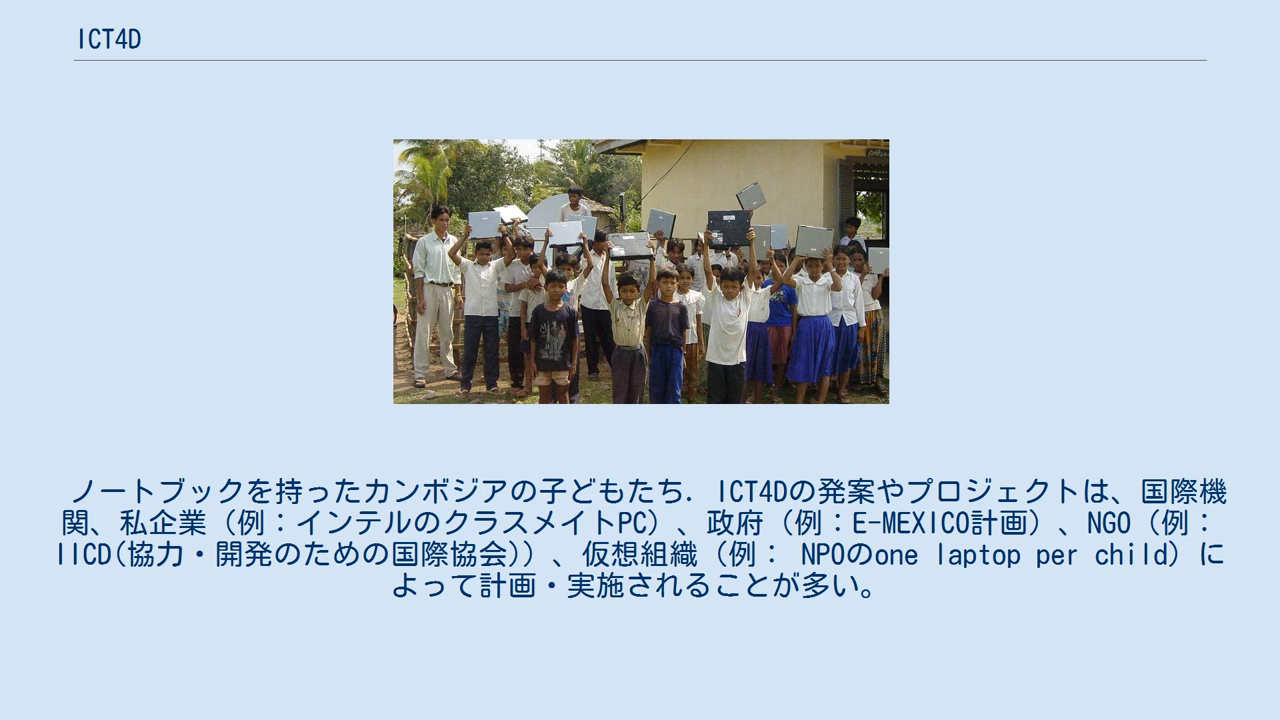 ICT4D
ノートブックを持ったカンボジアの子どもたち. ICT4Dの発案やプロジェクトは、国際機
関、私企業（例：インテルのクラスメイトPC）、政府（例：E-MEXICO計画）、NGO（例：
IICD(協力・開発のための国際協会)）、仮想組織（例： NPOのone laptop per child）に
よって計画・実施されることが多い。